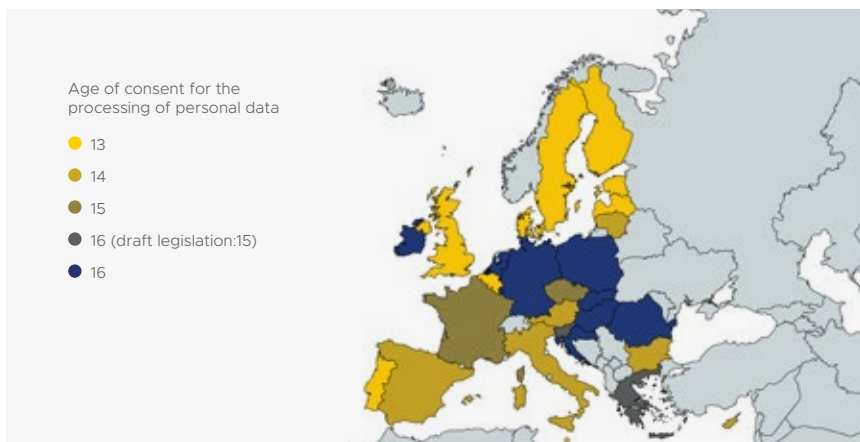 Age of consent for the
processing of personal data
13
14
15
16 (draft legislation:15)
16